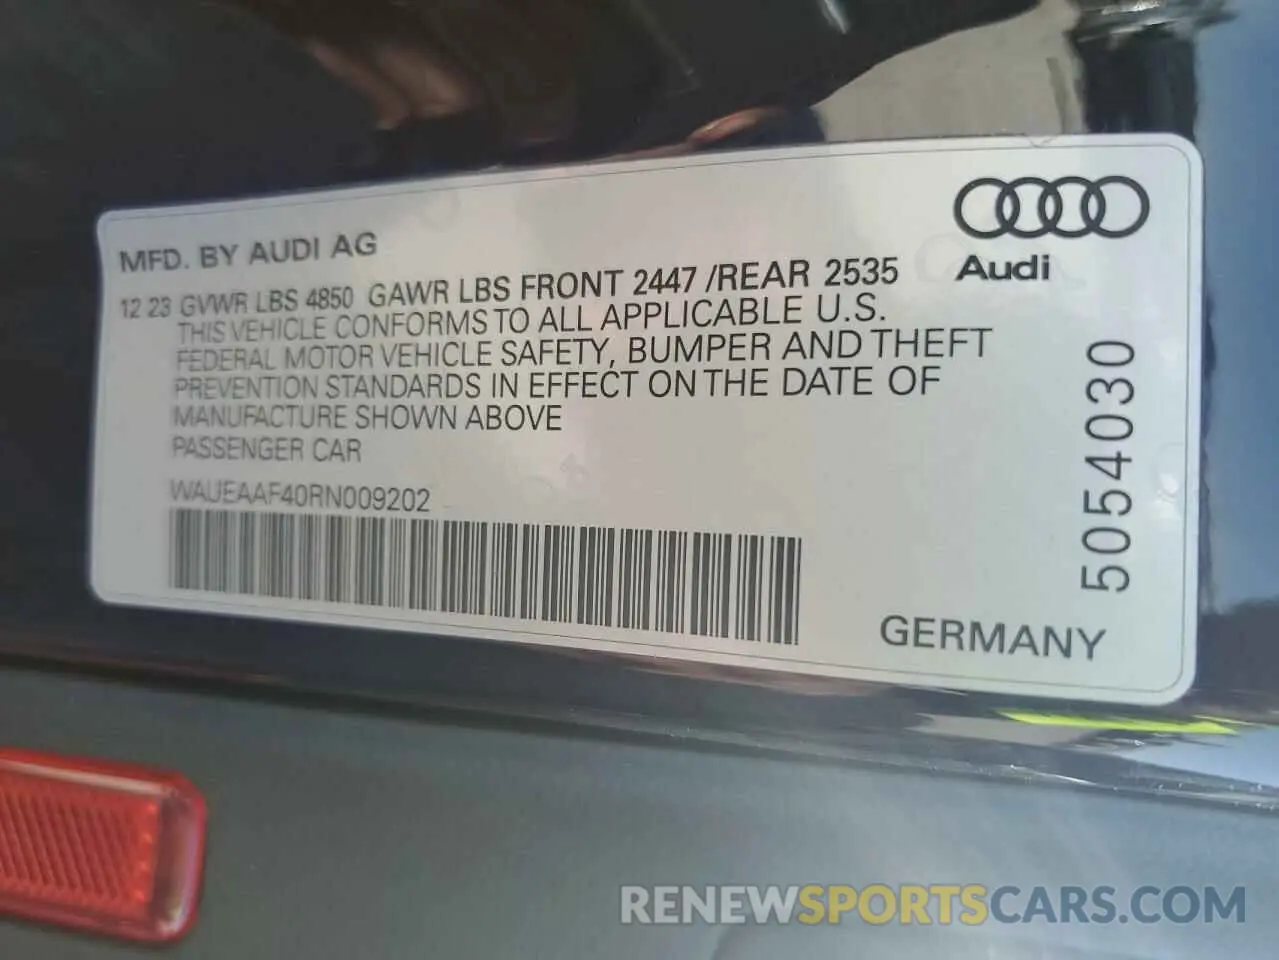 MFD. BY AUDI AG
12 23 GVWR LBS 4850 GAWR LBS FRONT 2447 /REAR 2535
THIS VEHICLE CONFORMS TO ALL APPLICABLE U.S.
FEDERAL MOTOR VEHICLE SAFETY, BUMPER AND THEFT
PREVENTION STANDARDS IN EFFECT ON THE DATE OF
MANUFACTURE SHOWN ABOVE
PASSENGER CAR
WAUEAAF40RN009202
Audi
5054030
GERMANY
RENEWSPORTSCARS.COM